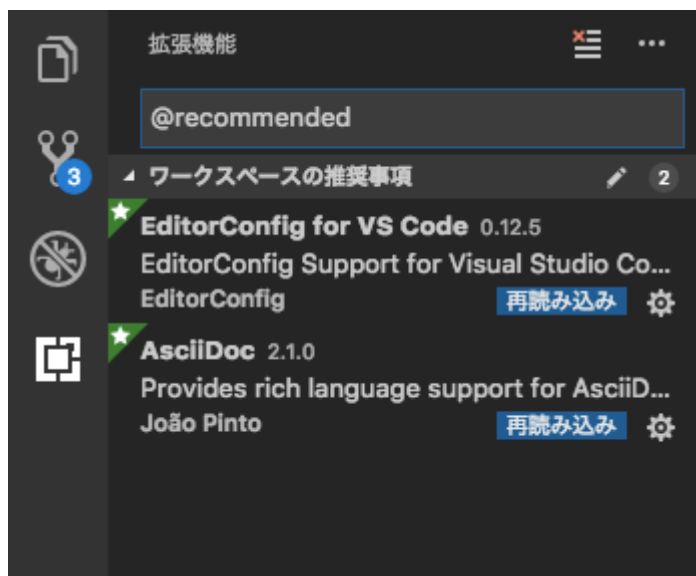 拡張機能
@recommended
3
ワークスペースの推奨事項 2
EditorConfig for VS Code 0.12.5
EditorConfig Support for Visual Studio Co...
EditorConfig 再読み込み
AsciiDoc 2.1.0
Provides rich language support for AsciiD...
João Pinto 再読み込み